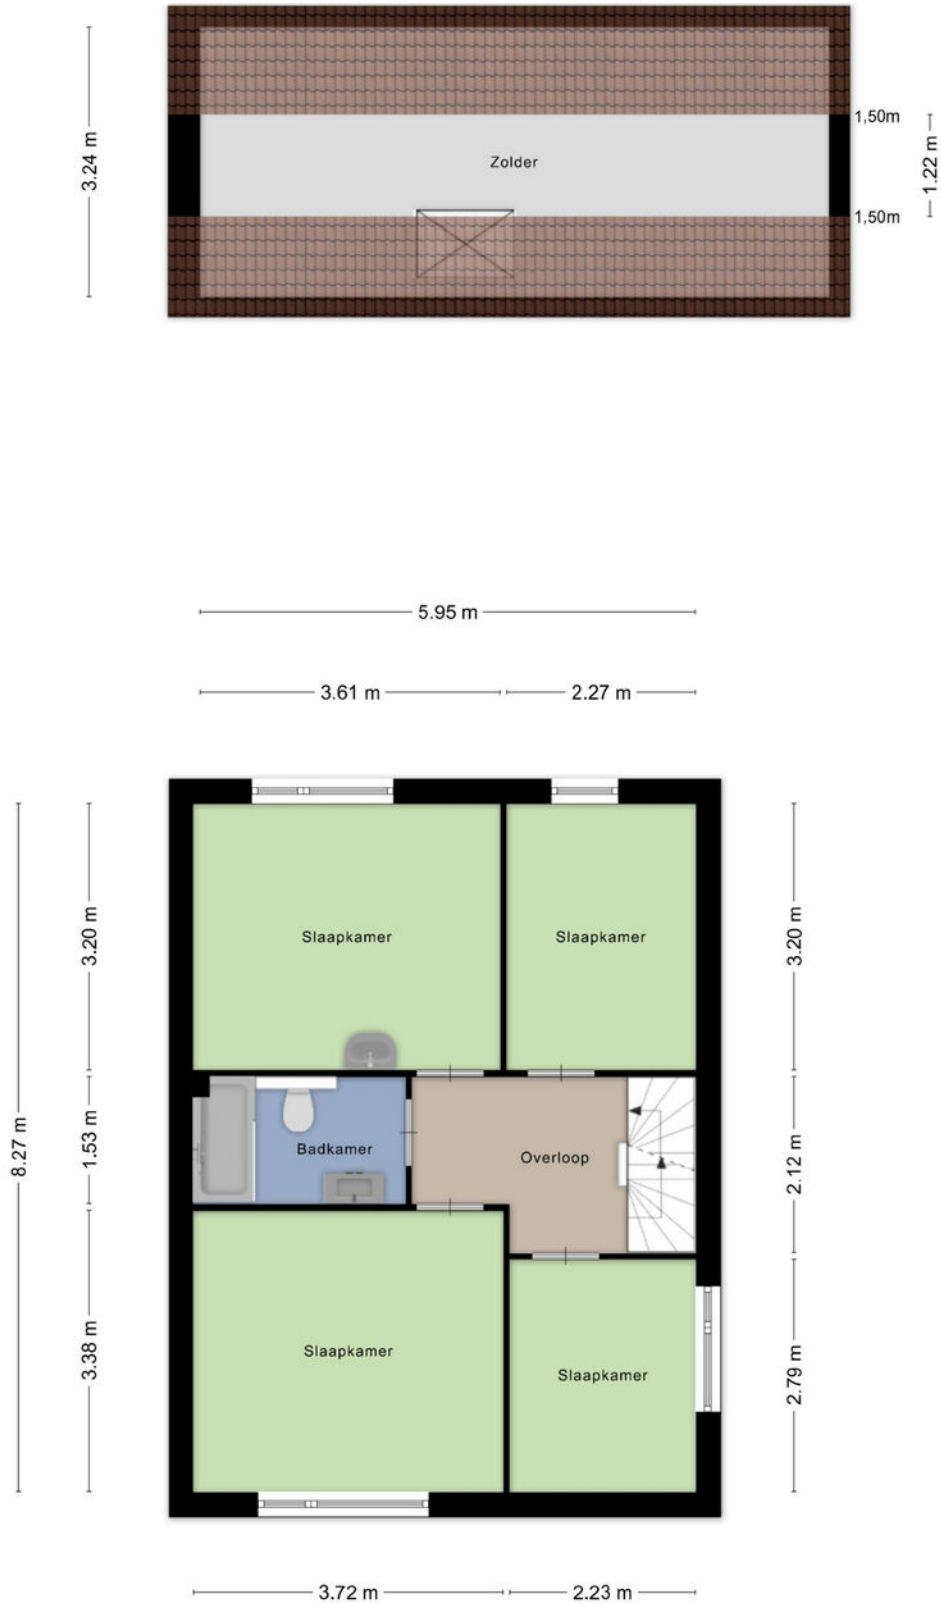 1,50m
3.24 m
Zolder
1.22 m
1,50m
5.95 m
3.61 m
2.27 m
3.20 m
Slaapkamer
Slaapkamer
3.20 m
8.27 m
1.53 m
Badkamer
Overloop
2.12 m
3.38 m
Slaapkamer
Slaapkamer
2.79 m
3.72 m
2.23 m